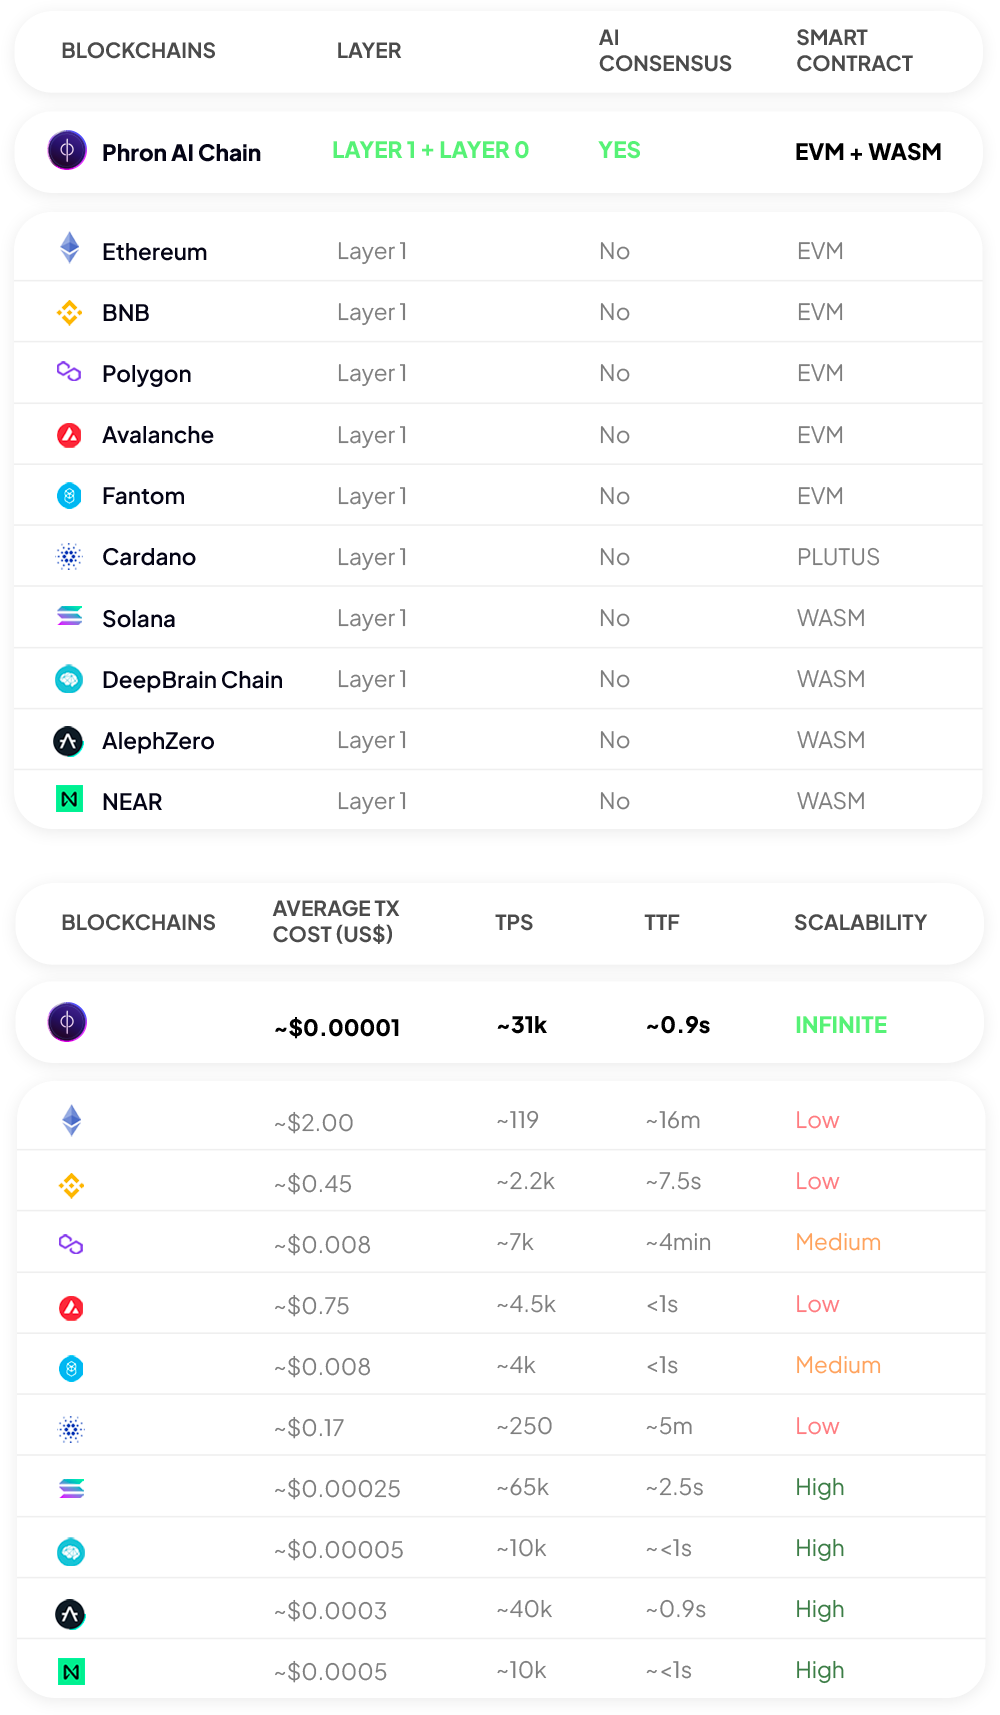 BLOCKCHAINS LAYER AI CONSENSUS SMART CONTRACT
Phron AI Chain LAYER 1 + LAYER 0 YES EVM + WASM
Ethereum Layer 1 No EVM
BNB Layer 1 No EVM
Polygon Layer 1 No EVM
Avalanche Layer 1 No EVM
Fantom Layer 1 No EVM
Cardano Layer 1 No PLUTUS
Solana Layer 1 No WASM
DeepBrain Chain Layer 1 No WASM
AlephZero Layer 1 No WASM
NEAR Layer 1 No WASM
BLOCKCHAINS AVERAGE TX COST (US$) TPS TTF SCALABILITY
~$0.00001 ~31k ~0.9s INFINITE
~$2.00 ~119 ~16m Low
~$0.45 ~2.2k ~7.5s Low
~$0.008 ~7k ~4min Medium
~$0.75 ~4.5k <1s Low
~$0.008 ~4k <1s Medium
~$0.17 ~250 ~5m Low
~$0.00025 ~65k ~2.5s High
~$0.00005 ~10k ~<1s High
~$0.0003 ~40k ~0.9s High
~$0.0005 ~10k ~<1s High